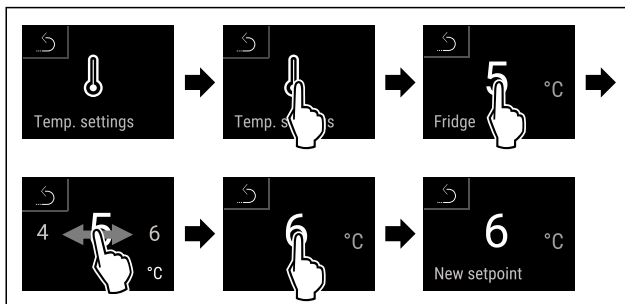 Temp. settings
Temp. s s
5 °C
Fridge
4 5 6
°C
6 °C
6 °C
New setpoint